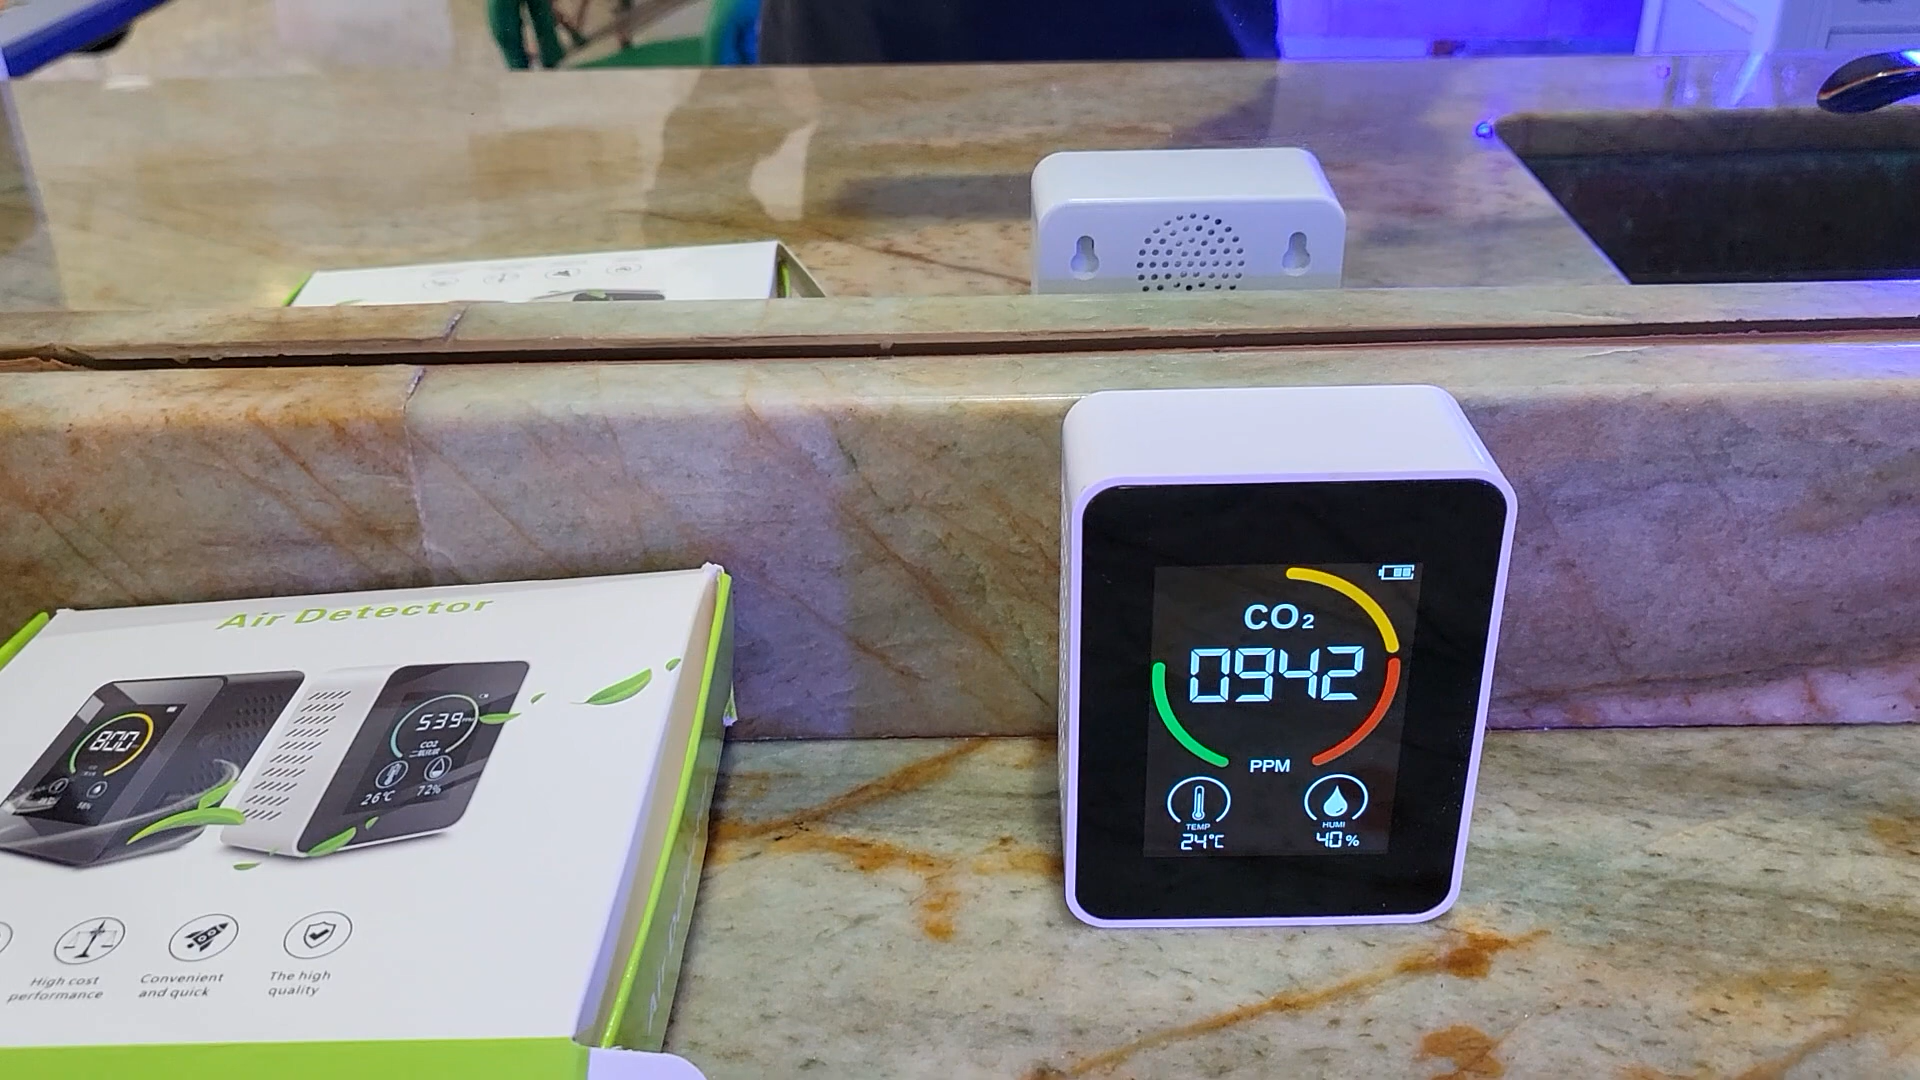 Air Detector
800
539
CO2
26℃ 72%
High cost
performance
Convenient
and quick
The high
quality
CO2
0942
PPM
TEMP
24℃
HUMI
40%